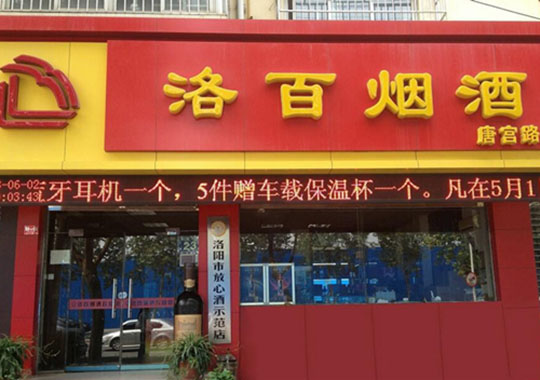 洛百烟酒
唐宫路
-06-02
:03:43
牙耳机一个，5件赠车载保温杯一个。凡在5月1
洛阳市放心酒示范店